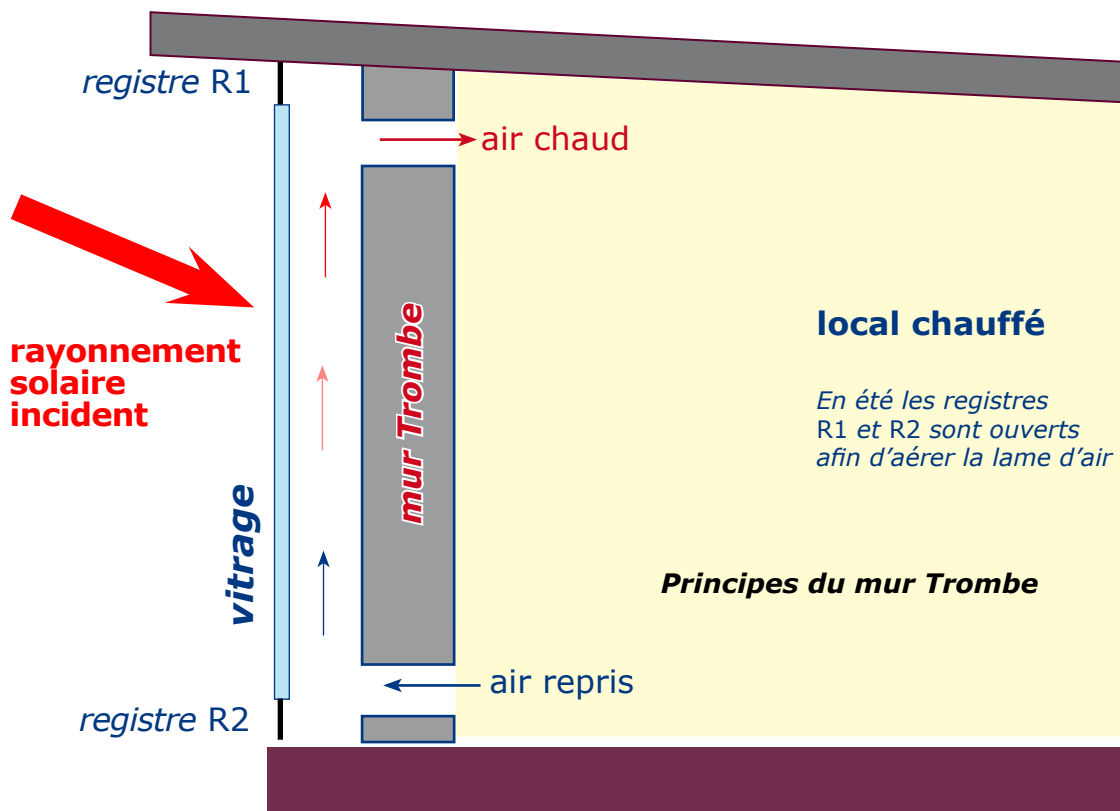 registre R1
air chaud
rayonnement
solaire
incident
mur Trombe
vitrage
local chauffé
En été les registres
R1 et R2 sont ouverts
afin d’aérer la lame d’air
Principes du mur Trombe
air repris
registre R2